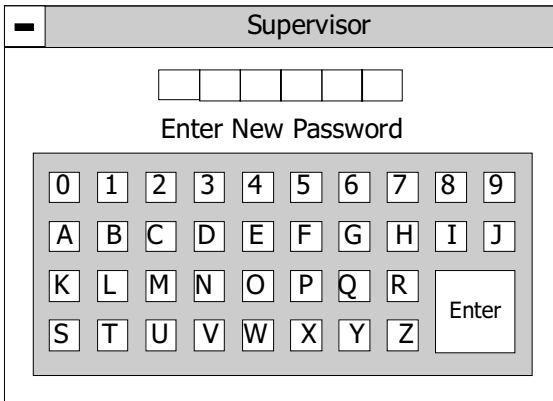 Supervisor
Enter New Password
0 1 2 3 4 5 6 7 8 9
A B C D E F G H I J
K L M N O P Q R
Enter
S T U V W X Y Z